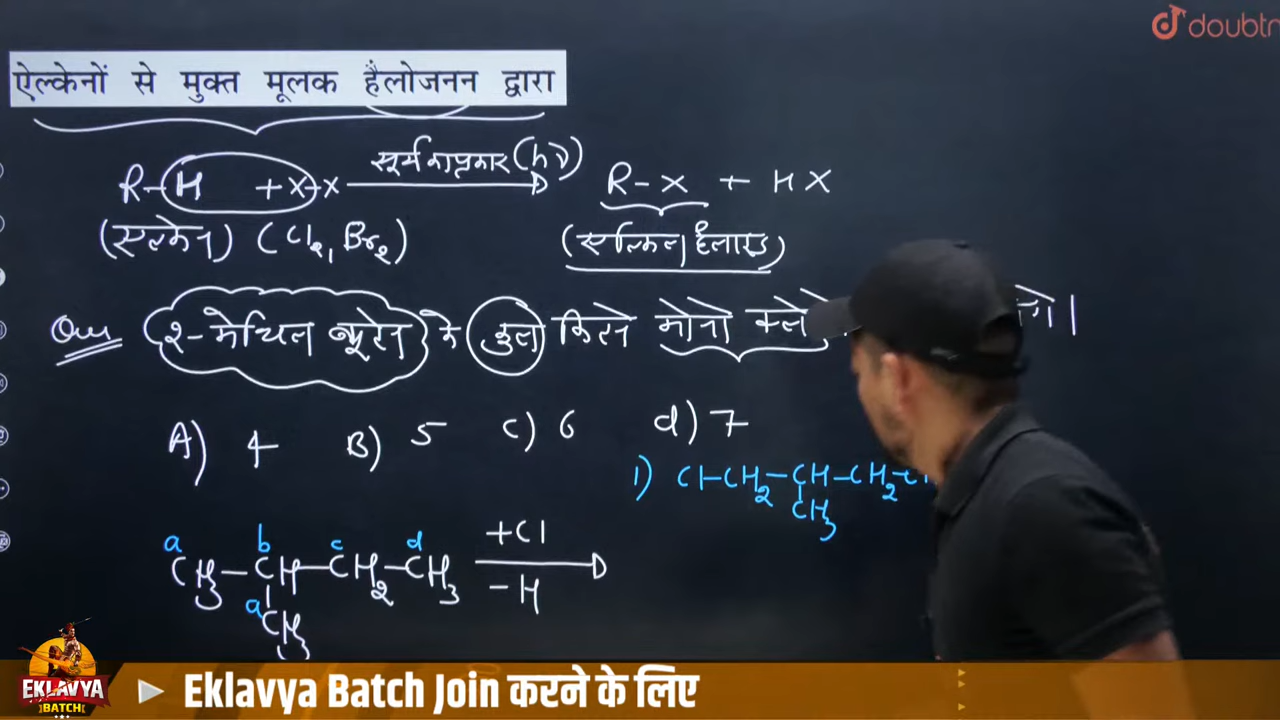 doubtn
ऐल्केनों से मुक्त मूलक हैलोजनन द्वारा
R-H + X-X सूर्य का प्रकाश (hν) R-X + HX
(एल्केन) (Cl₂, Br₂) (एल्किल हैलाइड)
Que 2-मेथिल ब्यूटेन के कुल कितने मोनो क्लो
A) 4 B) 5 C) 6 d) 7
1) Cl-CH₂-CH-CH₂-
CH₃
a b c d +Cl
CH₃-CH-CH₂-CH₃
-H
a CH₃
EKLAVYA
BATCH
Eklavya Batch Join करने के लिए